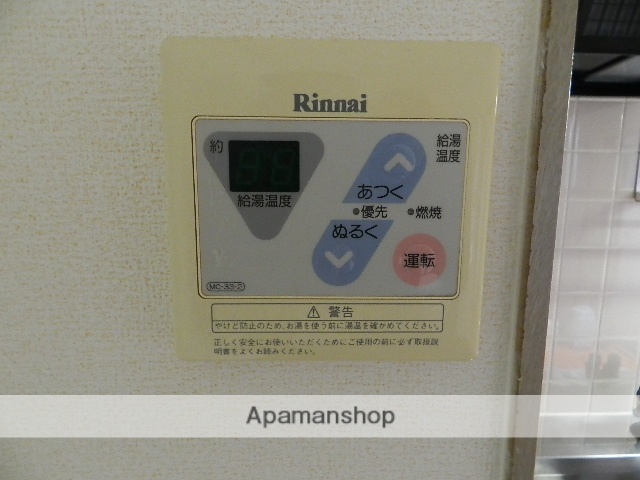 Rinnai
約
給湯温度
あつく
給湯
温度
優先
燃焼
ぬるく
運転
MC-33-2
⚠ 警告
やけど防止のため、お湯を使う前に湯温を確かめてください。
正しく安全にお使いいただくためにご使用の前に必ず取扱説
明書をよくお読みください。
Apamanshop